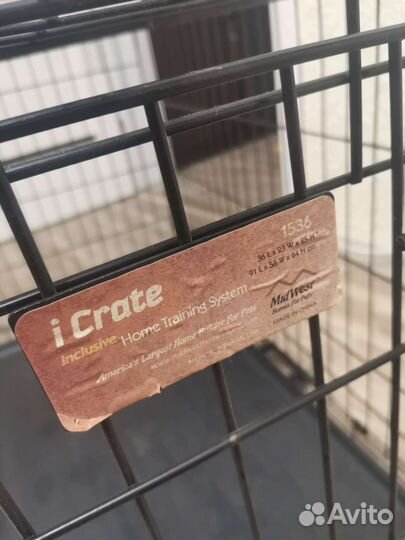 i Crate
Inclusive Home Training System
America's Largest Home Builder For Pets
1536
36 L x 23 W x 25 H
91 L x 58 W x 64 H cm.
MidWest
Homes For Pets
MADE IN CHINA
Avito